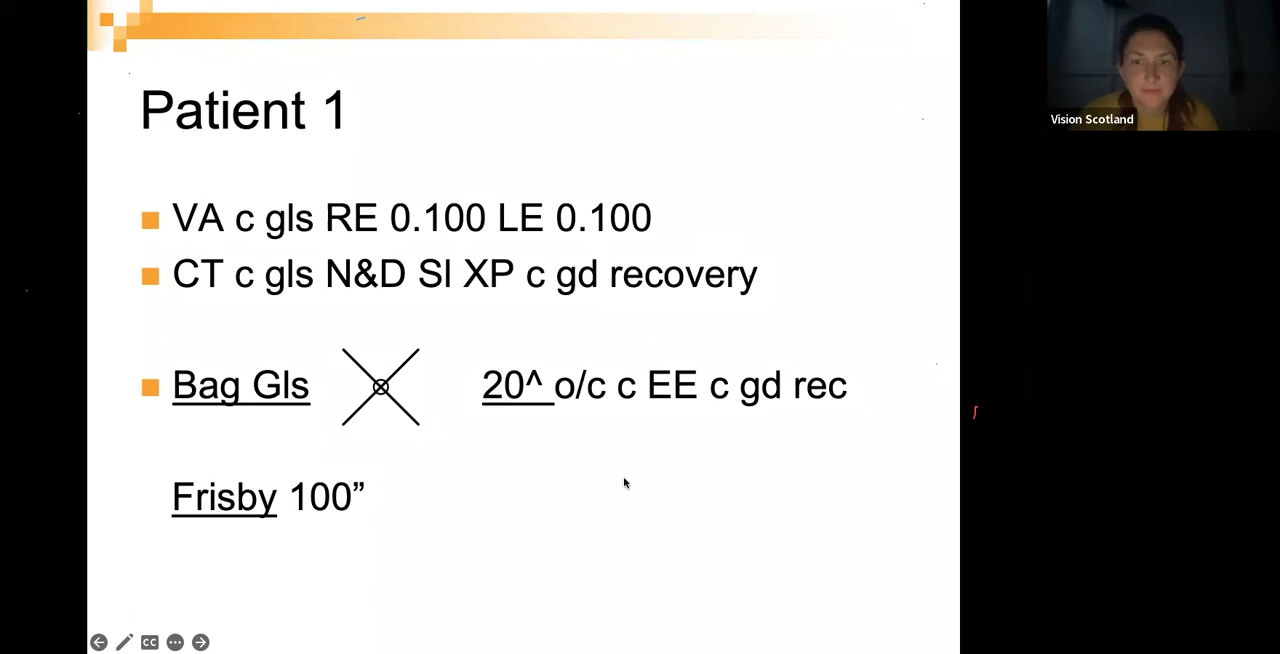 Patient 1
VA c gls RE 0.100 LE 0.100
CT c gls N&D Sl XP c gd recovery
Bag Gls 20^ o/c c EE c gd rec
Frisby 100”
Vision Scotland
CC